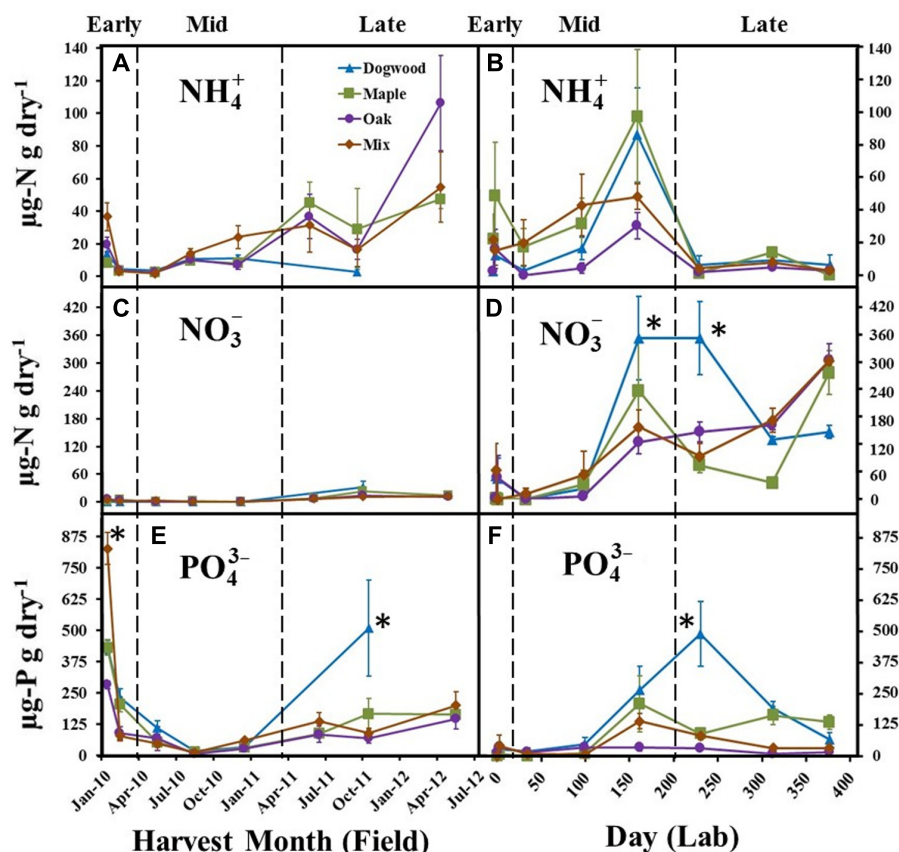 Early Mid Late Early Mid Late
A NH₄⁺
Dogwood
Maple
Oak
Mix
B NH₄⁺
140 120 100 80 60 40 20 0
140 120 100 80 60 40 20 0
µg-N g dry⁻¹
C NO₃⁻
D NO₃⁻
* *
420 360 300 240 180 120 60 0
420 360 300 240 180 120 60 0
µg-N g dry⁻¹
* E PO₄³⁻
*
F PO₄³⁻
*
875 750 625 500 375 250 125 0
875 750 625 500 375 250 125 0
µg-P g dry⁻¹
Jan-10 Apr-10 Jul-10 Oct-10 Jan-11 Apr-11 Jul-11 Oct-11 Jan-12 Apr-12 Jul-12
0 50 100 150 200 250 300 350 400
Harvest Month (Field)
Day (Lab)